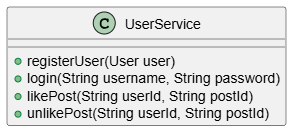 C UserService
registerUser(User user)
login(String username, String password)
likePost(String userId, String postId)
unlikePost(String userId, String postId)